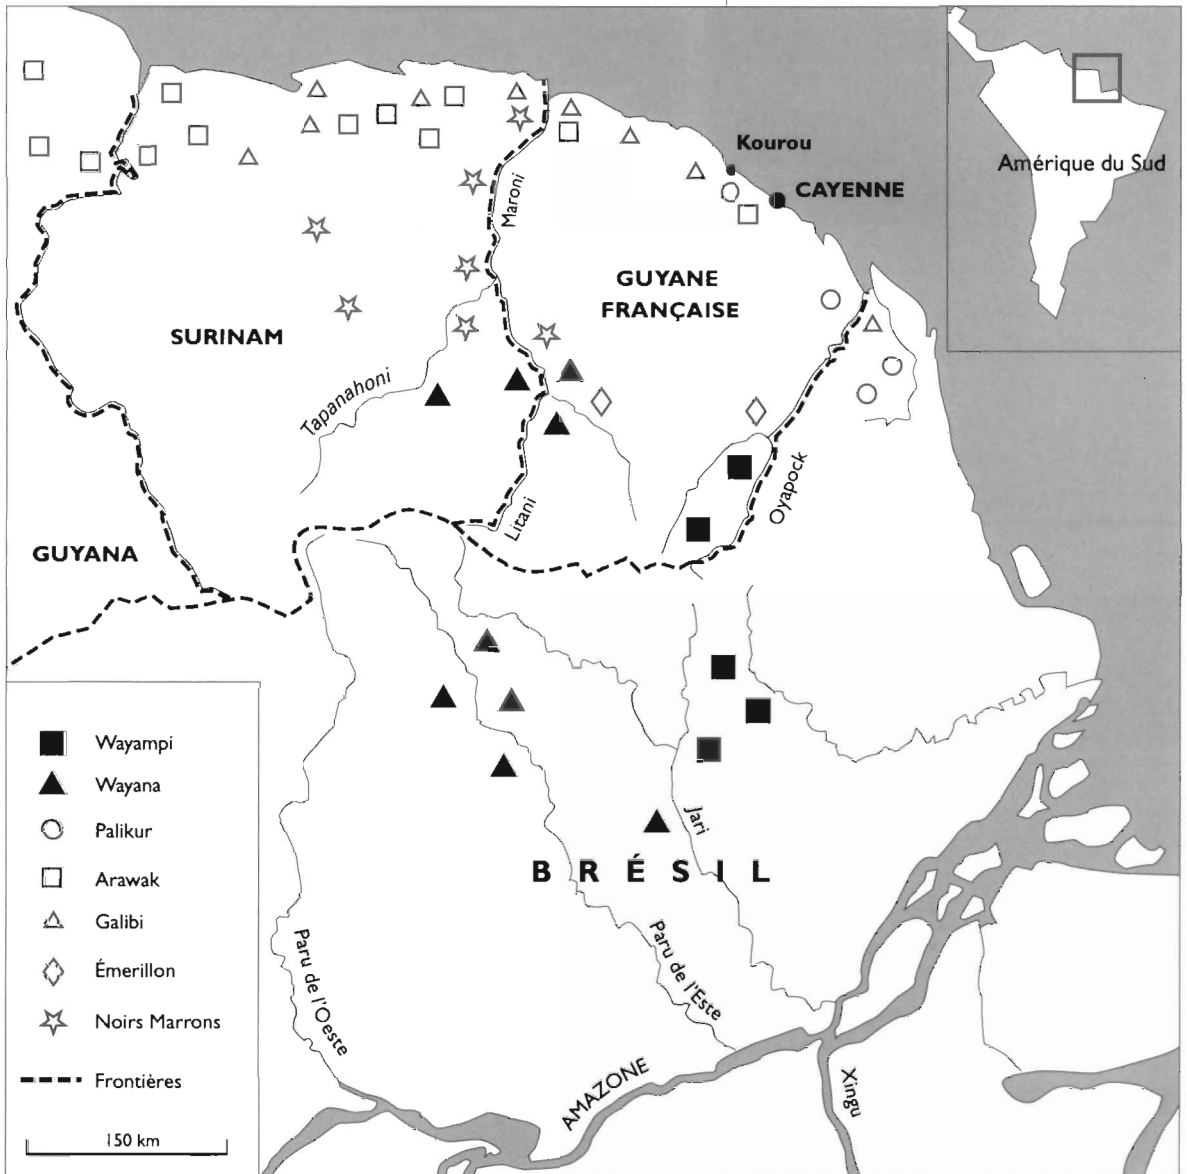 Amérique du Sud
Kourou
CAYENNE
Maroni
GUYANE
FRANÇAISE
SURINAM
Tapanahoni
Oyapock
Litani
GUYANA
Wayampi
Wayana
Palikur
Arawak
Galibi
Émerillon
Noirs Marrons
Frontières
150 km
Jari
BRÉSIL
Paru de l'Oeste
Paru de l'Este
AMAZONE
Xingu